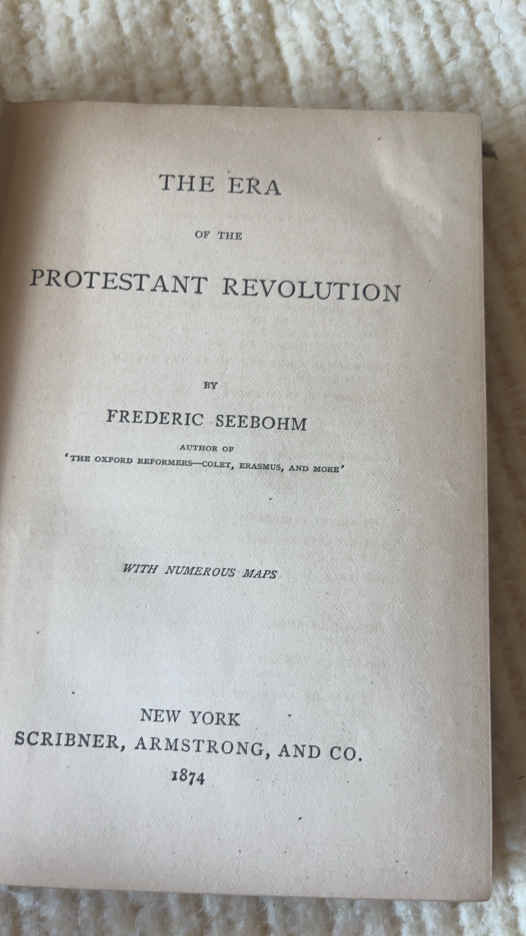 THE ERA
OF THE
PROTESTANT REVOLUTION
BY
FREDERIC SEEBOHM
AUTHOR OF
'THE OXFORD REFORMERS—COLET, ERASMUS, AND MORE'
WITH NUMEROUS MAPS
NEW YORK
SCRIBNER, ARMSTRONG, AND CO.
1874